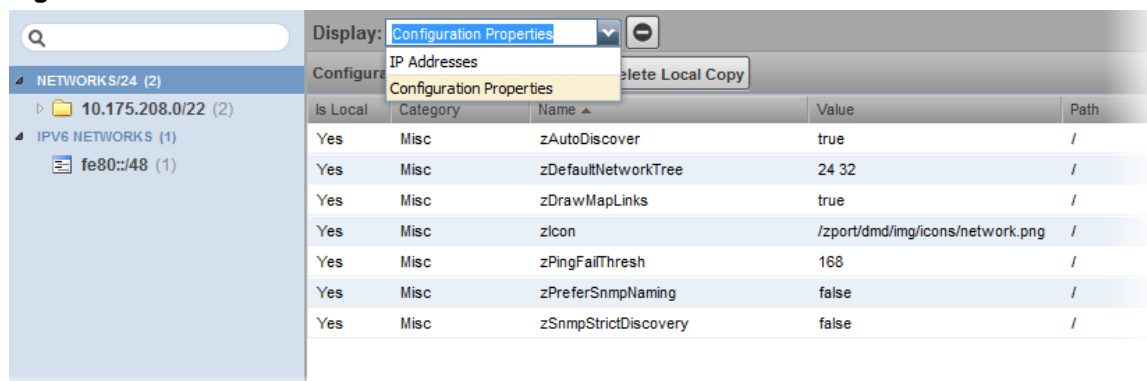 Display: Configuration Properties
IP Addresses
Configuration Properties
Configura
elete Local Copy
NETWORKS/24 (2)
10.175.208.0/22 (2)
IPV6 NETWORKS (1)
fe80::/48 (1)
Is Local Category Name Value Path
Yes Misc zAutoDiscover true /
Yes Misc zDefaultNetworkTree 24 32 /
Yes Misc zDrawMapLinks true /
Yes Misc zIcon /zport/dmd/img/icons/network.png /
Yes Misc zPingFailThresh 168 /
Yes Misc zPreferSnmpNaming false /
Yes Misc zSnmpStrictDiscovery false /